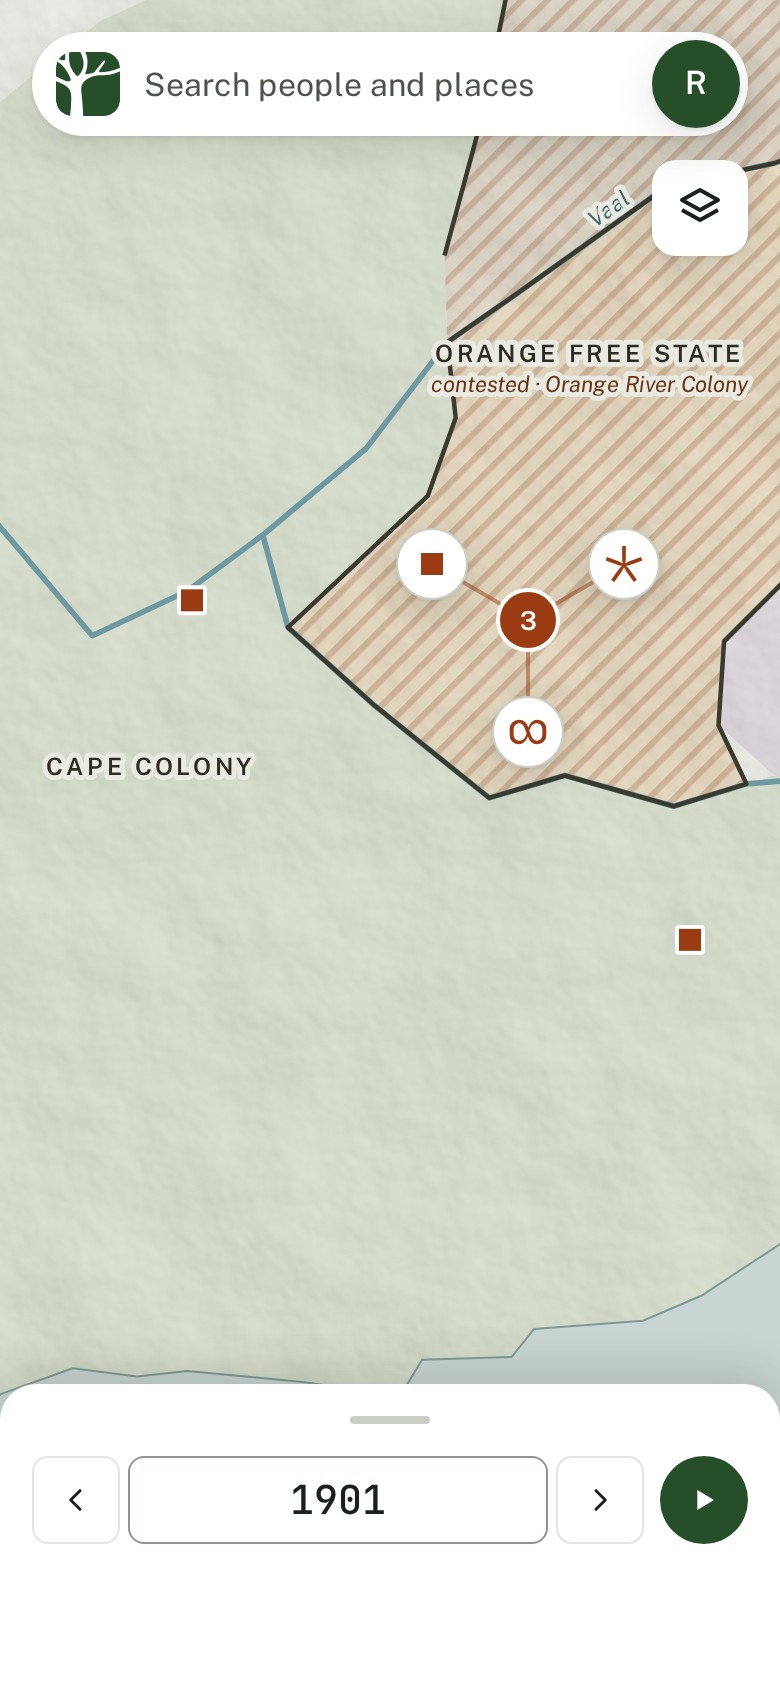 Search people and places
R
Vaal
ORANGE FREE STATE
contested · Orange River Colony
3
CAPE COLONY
1901